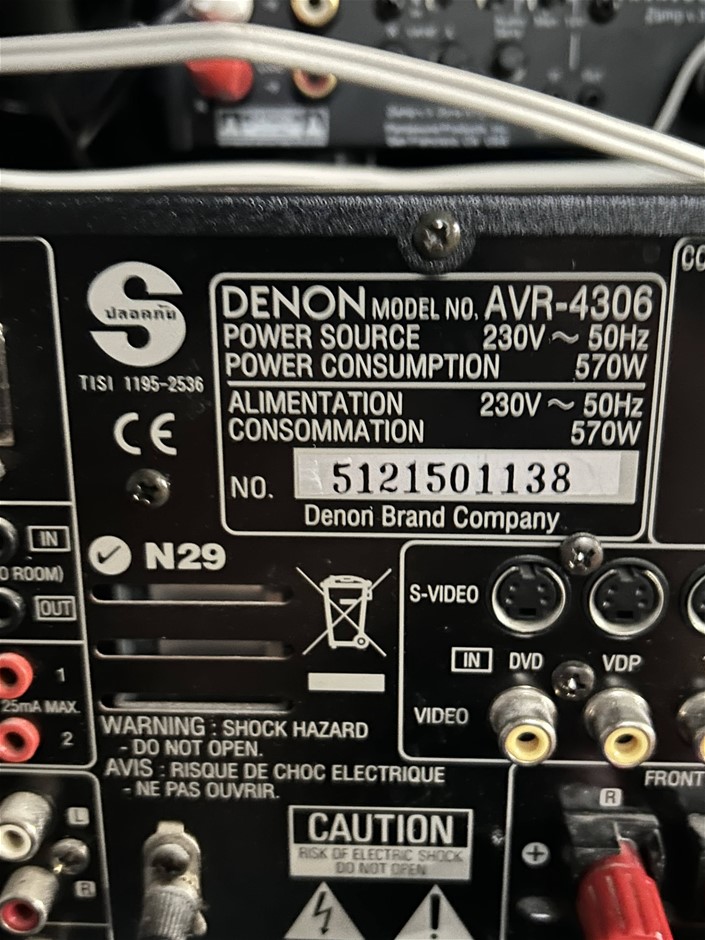 ปลอดภัย
TISI 1195-2536
CE
N29
DENON MODEL NO. AVR-4306
POWER SOURCE 230V ~ 50Hz
POWER CONSUMPTION 570W
ALIMENTATION 230V ~ 50Hz
CONSOMMATION 570W
NO. 5121501138
Denon Brand Company
IN
ROOM)
OUT
1
25mA MAX.
2
L
R
S-VIDEO
IN DVD VDP
VIDEO
WARNING : SHOCK HAZARD
- DO NOT OPEN.
AVIS : RISQUE DE CHOC ELECTRIQUE
- NE PAS OUVRIR.
CAUTION
RISK OF ELECTRIC SHOCK
DO NOT OPEN
FRONT
R
+